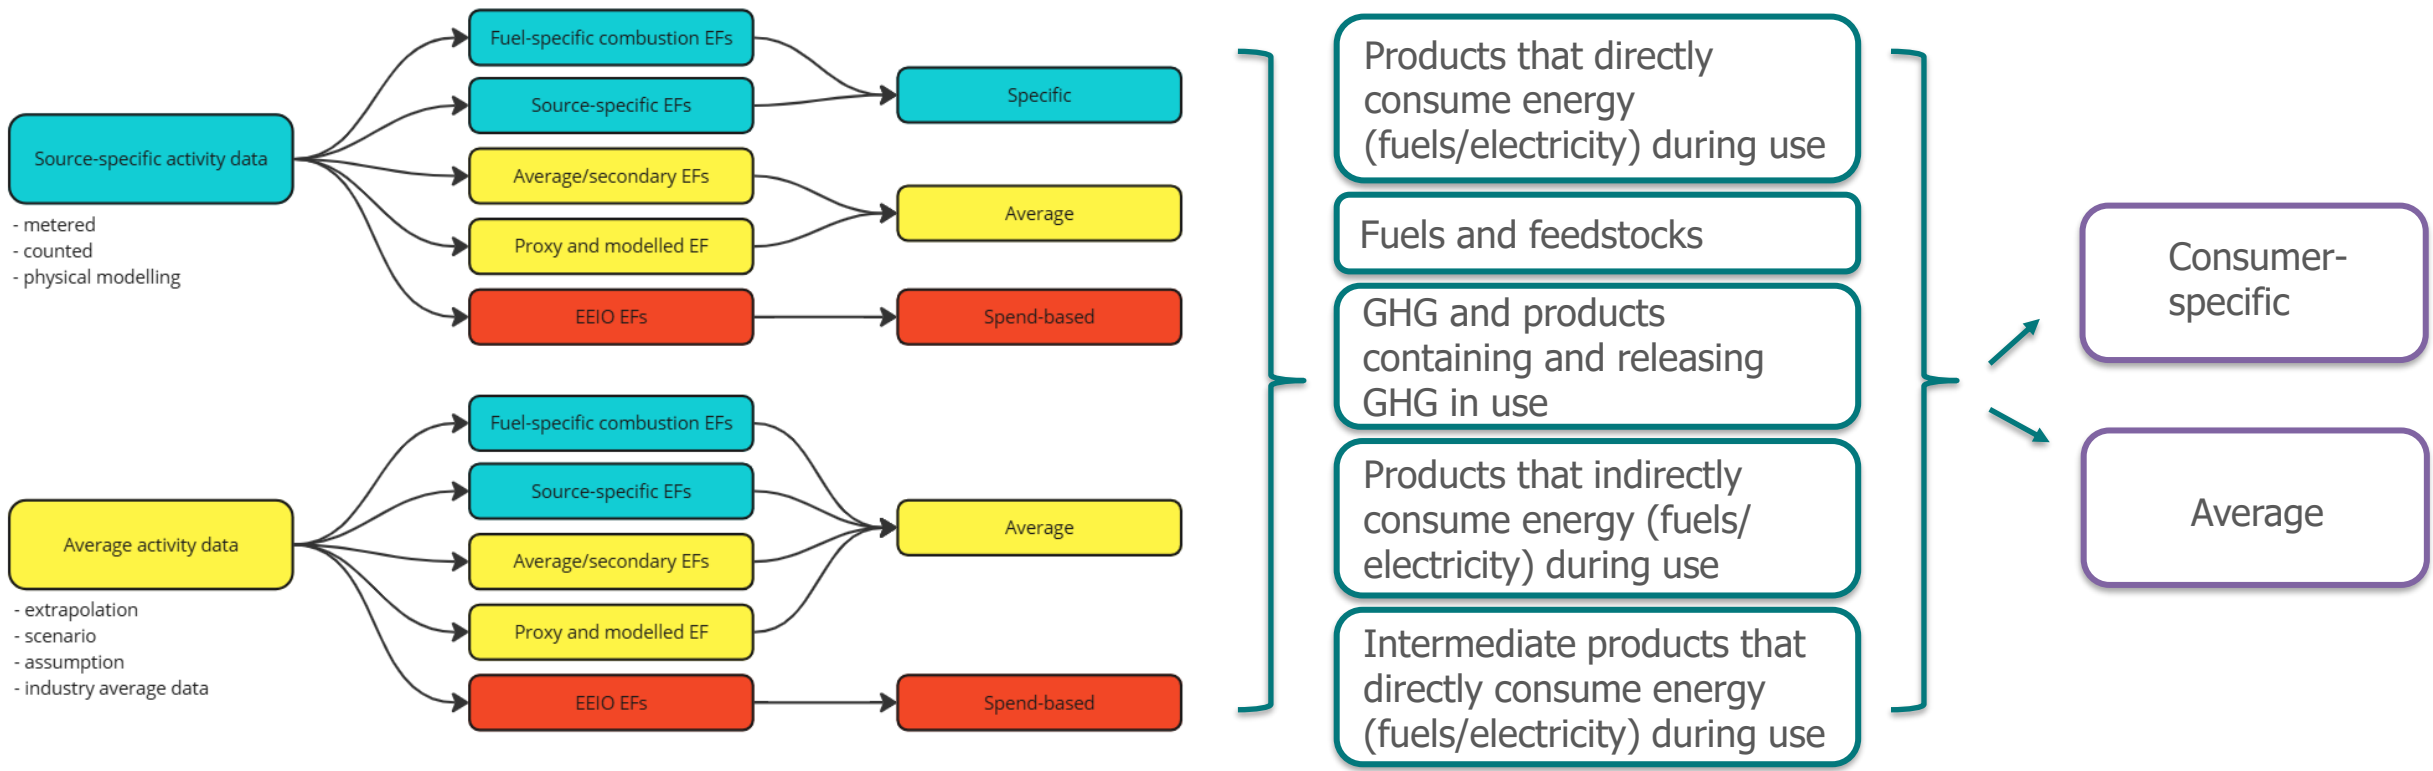 Source-specific activity data
- metered
- counted
- physical modelling
Fuel-specific combustion EFs
Source-specific EFs
Average/secondary EFs
Proxy and modelled EF
EEIO EFs
Specific
Average
Spend-based
Average activity data
- extrapolation
- scenario
- assumption
- industry average data
Fuel-specific combustion EFs
Source-specific EFs
Average/secondary EFs
Proxy and modelled EF
EEIO EFs
Average
Spend-based
Products that directly
consume energy
(fuels/electricity) during use
Fuels and feedstocks
GHG and products
containing and releasing
GHG in use
Products that indirectly
consume energy (fuels/
electricity) during use
Intermediate products that
directly consume energy
(fuels/electricity) during use
Consumer-
specific
Average